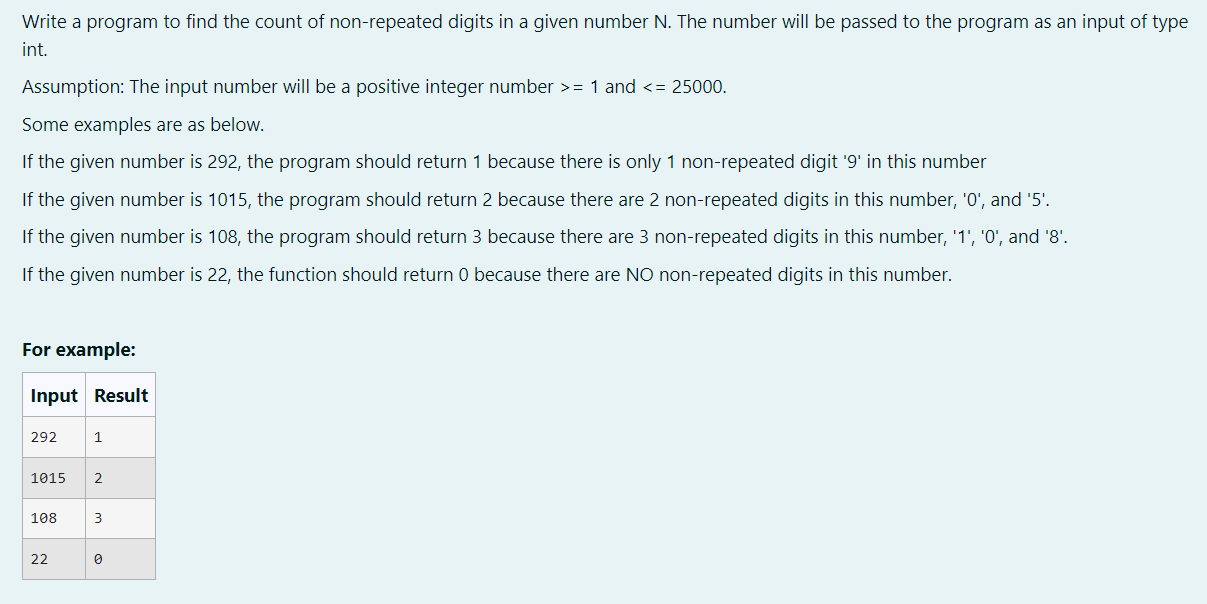 Write a program to find the count of non-repeated digits in a given number N. The number will be passed to the program as an input of type
int.
Assumption: The input number will be a positive integer number >= 1 and <= 25000.
Some examples are as below.
If the given number is 292, the program should return 1 because there is only 1 non-repeated digit '9' in this number
If the given number is 1015, the program should return 2 because there are 2 non-repeated digits in this number, '0', and '5'.
If the given number is 108, the program should return 3 because there are 3 non-repeated digits in this number, '1', '0', and '8'.
If the given number is 22, the function should return 0 because there are NO non-repeated digits in this number.
For example:
Input Result
292 1
1015 2
108 3
22 0